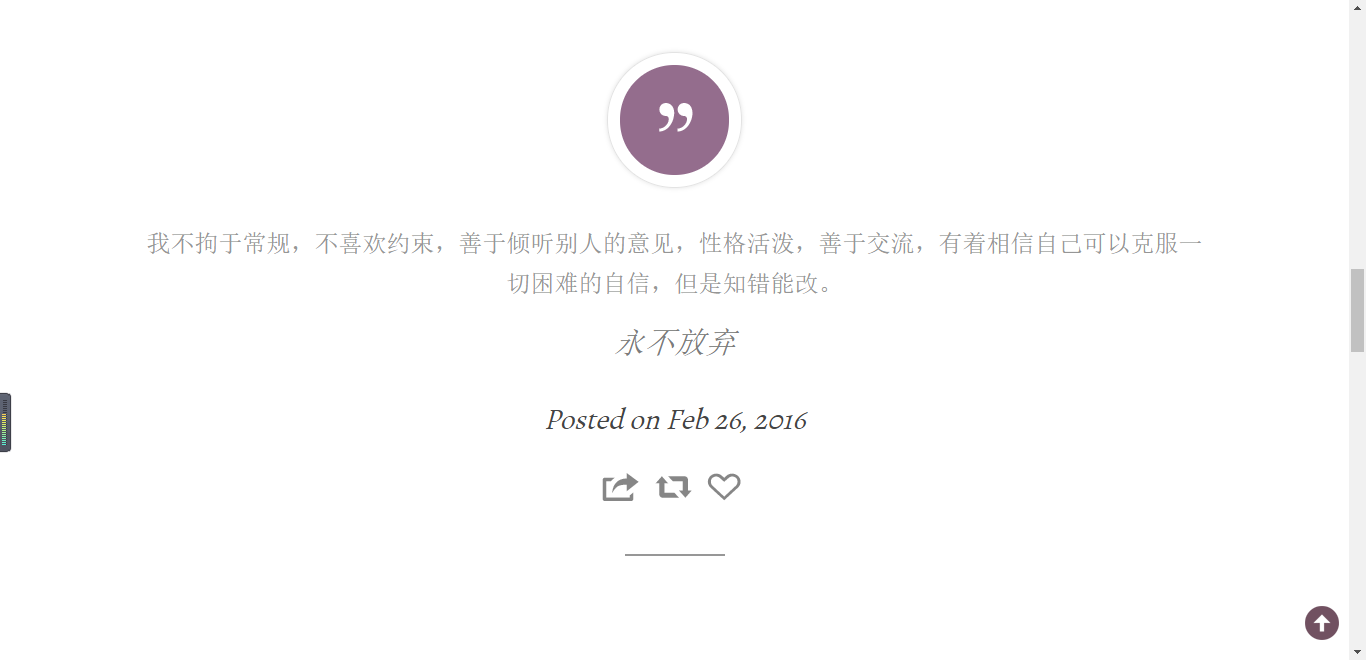 ”
我不拘于常规，不喜欢约束，善于倾听别人的意见，性格活泼，善于交流，有着相信自己可以克服一
切困难的自信，但是知错能改。
永不放弃
Posted on Feb 26, 2016